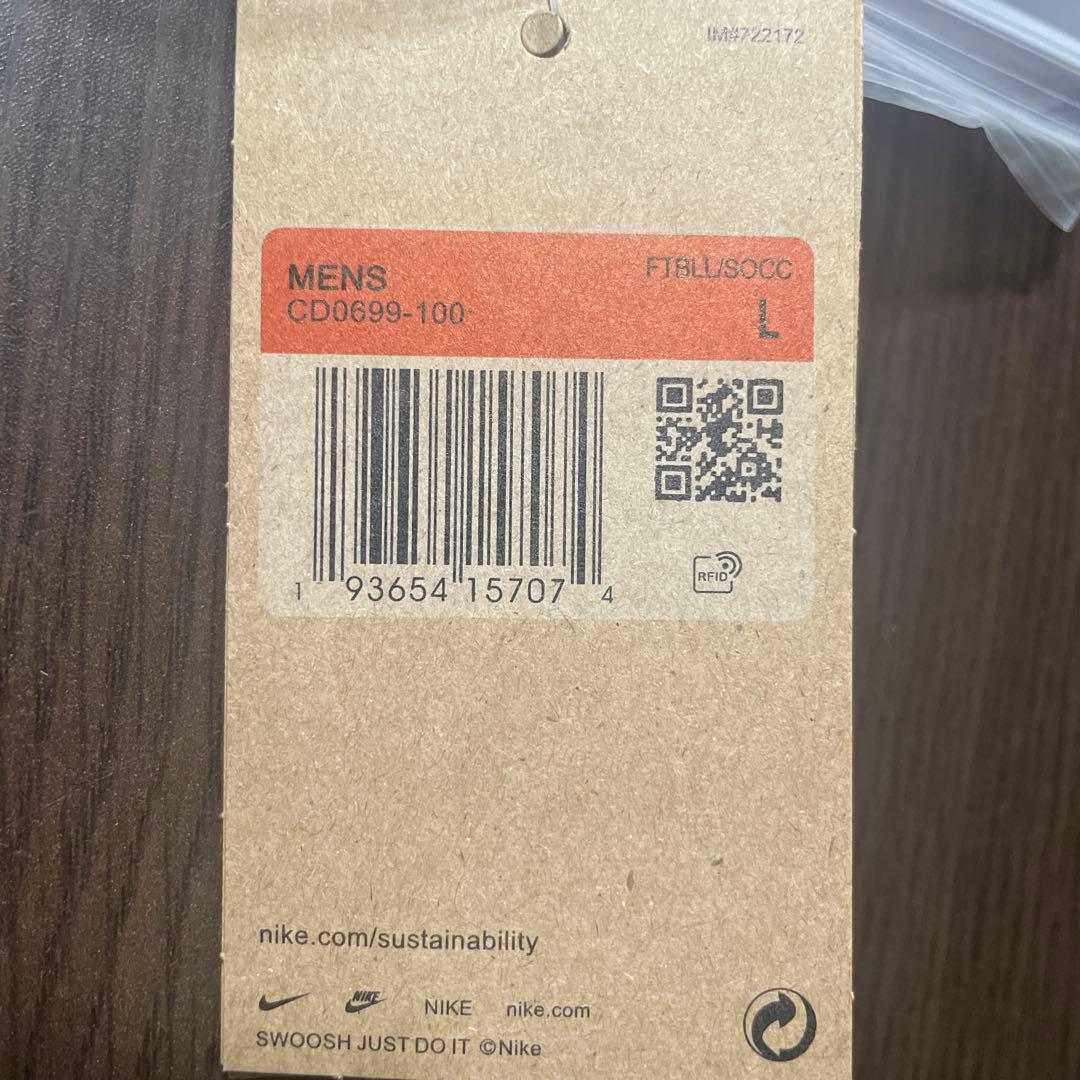 IM#722172
MENS FTBLL/SOCC
CD0699-100 L
1 93654 15707 4
RFID
nike.com/sustainability
NIKE NIKE nike.com
SWOOSH JUST DO IT ©Nike